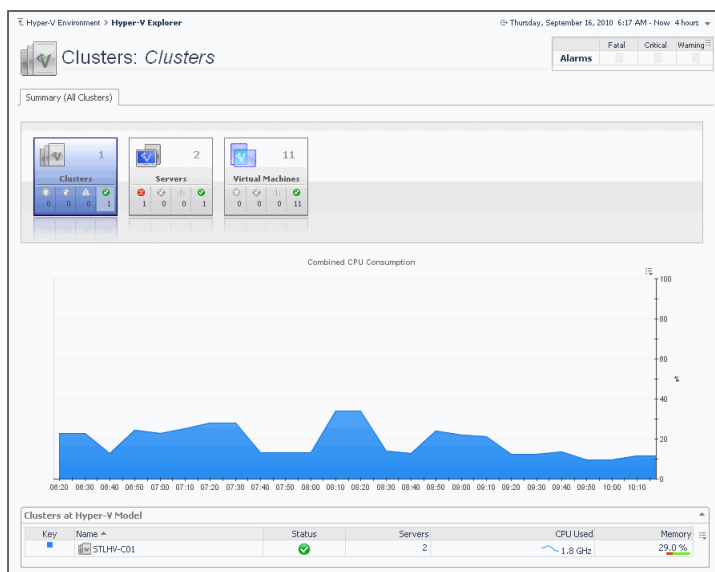 Hyper-V Environment > Hyper-V Explorer
Thursday, September 16, 2010 6:17 AM - Now 4 hours
Clusters: Clusters
Fatal Critical Warning
Alarms
Summary (All Clusters)
1 2 11
Clusters Servers Virtual Machines
0 0 0 1 1 0 0 1 0 0 0 11
Combined CPU Consumption
100
80
60
%
40
20
0
06:20 06:30 06:40 06:50 07:00 07:10 07:20 07:30 07:40 07:50 08:00 08:10 08:20 08:30 08:40 08:50 09:00 09:10 09:20 09:30 09:40 09:50 10:00 10:10
Clusters at Hyper-V Model
Key Name Status Servers CPU Used Memory
STLHV-C01 2 1.8 GHz 29.0 %